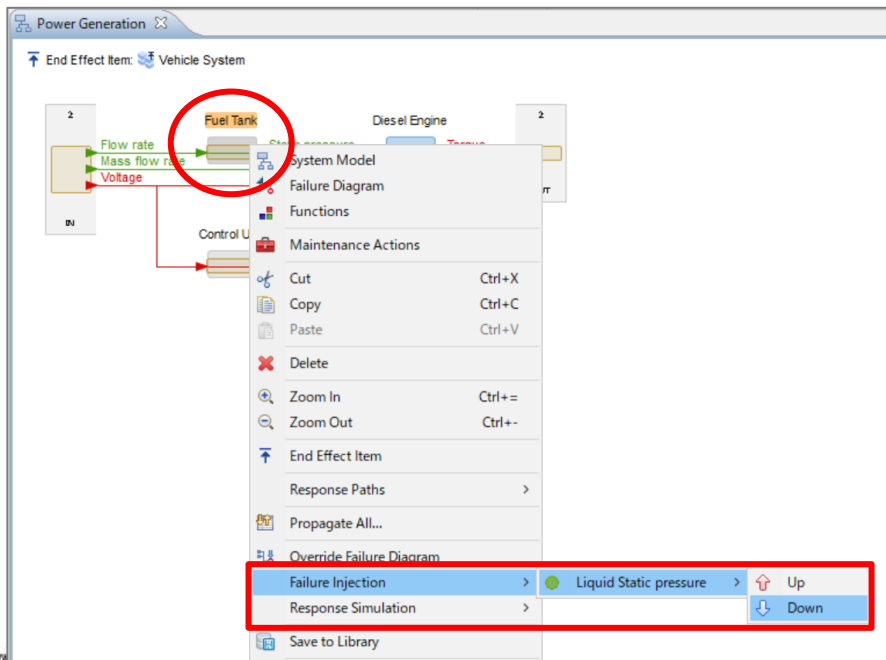 Power Generation
End Effect Item: Vehicle System
2
Fuel Tank
Diesel Engine
2
Flow rate
Mass flow rate
Voltage
IN
Control U
System Model
Failure Diagram
Functions
Maintenance Actions
Cut Ctrl+X
Copy Ctrl+C
Paste Ctrl+V
Delete
Zoom In Ctrl+=
Zoom Out Ctrl+-
End Effect Item
Response Paths
Propagate All...
Override Failure Diagram
Failure Injection
Liquid Static pressure
Up
Response Simulation
Down
Save to Library